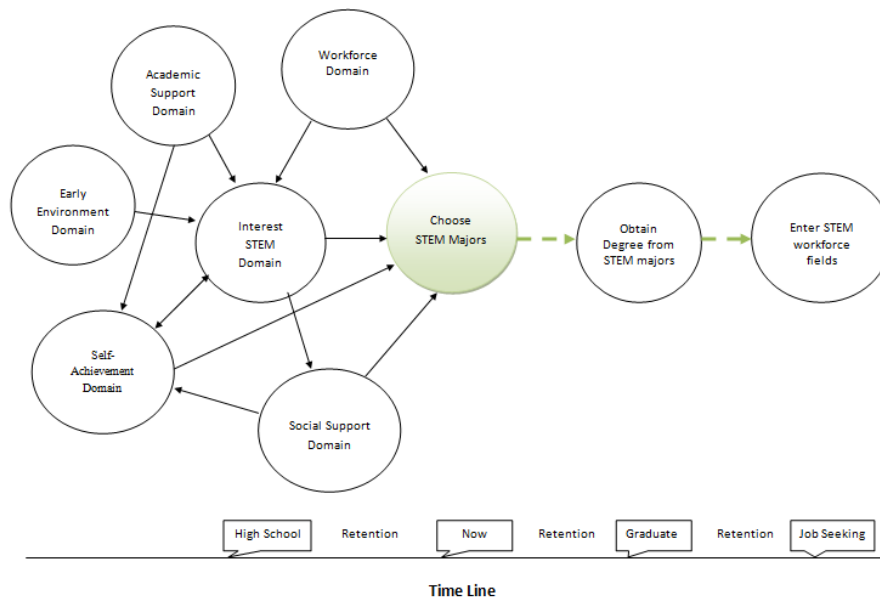 Workforce
Domain
Academic
Support
Domain
Early
Environment
Domain
Interest
STEM
Domain
Choose
STEM Majors
Obtain
Degree from
STEM majors
Enter STEM
workforce
fields
Self-
Achievement
Domain
Social Support
Domain
High School
Retention
Now
Retention
Graduate
Retention
Job Seeking
Time Line